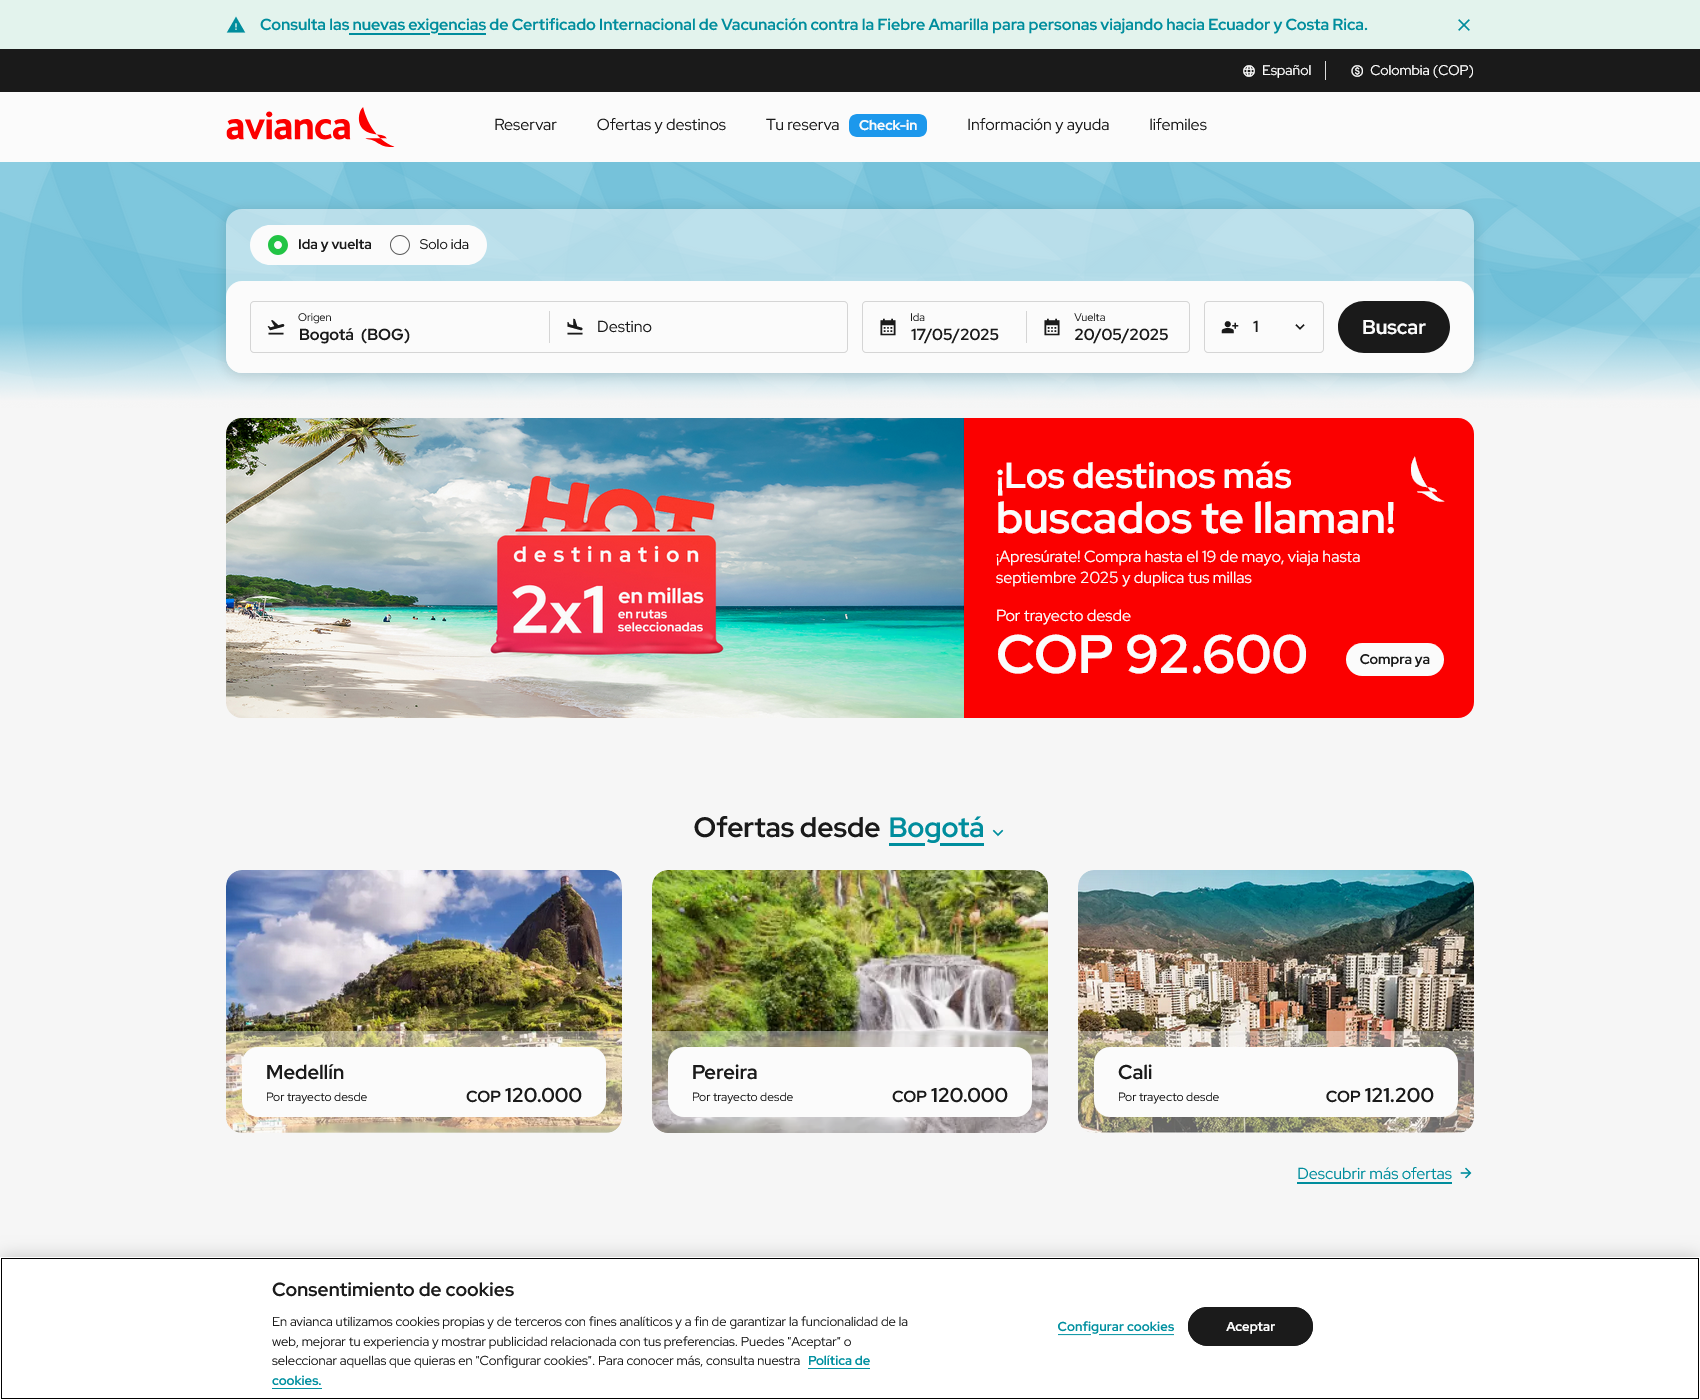 Consulta las nuevas exigencias de Certificado Internacional de Vacunación contra la Fiebre Amarilla para personas viajando hacia Ecuador y Costa Rica.
Español
Colombia (COP)
avianca
Reservar
Ofertas y destinos
Tu reserva
Check-in
Información y ayuda
lifemiles
Ida y vuelta
Solo ida
Origen
Bogotá (BOG)
Destino
Ida
17/05/2025
Vuelta
20/05/2025
1
Buscar
HOT
destination
2x1
en millas
en rutas
seleccionadas
¡Los destinos más
buscados te llaman!
¡Apresúrate! Compra hasta el 19 de mayo, viaja hasta
septiembre 2025 y duplica tus millas
Por trayecto desde
COP 92.600
Compra ya
Ofertas desde Bogotá
Medellín
Por trayecto desde
COP 120.000
Pereira
Por trayecto desde
COP 120.000
Cali
Por trayecto desde
COP 121.200
Descubrir más ofertas
Consentimiento de cookies
En avianca utilizamos cookies propias y de terceros con fines analíticos y a fin de garantizar la funcionalidad de la
web, mejorar tu experiencia y mostrar publicidad relacionada con tus preferencias. Puedes "Aceptar" o
seleccionar aquellas que quieras en "Configurar cookies". Para conocer más, consulta nuestra Política de
cookies.
Configurar cookies
Aceptar